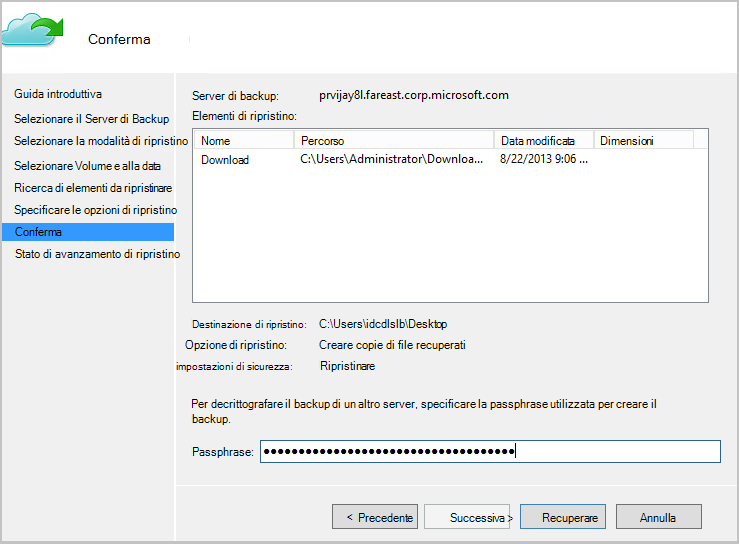 Conferma
Guida introduttiva
Selezionare il Server di Backup
Selezionare la modalità di ripristino
Selezionare Volume e alla data
Ricerca di elementi da ripristinare
Specificare le opzioni di ripristino
Conferma
Stato di avanzamento di ripristino
Server di backup: prvijay8l.fareast.corp.microsoft.com
Elementi di ripristino:
Nome Percorso Data modificata Dimensioni
Download C:\Users\Administrator\Downloa... 8/22/2013 9:06 ...
Destinazione di ripristino: C:\Users\idcdlslb\Desktop
Opzione di ripristino: Creare copie di file recuperati
impostazioni di sicurezza: Ripristinare
Per decrittografare il backup di un altro server, specificare la passphrase utilizzata per creare il
backup.
Passphrase: ●●●●●●●●●●●●●●●●●●●●●●●●●●●●●●●●●●●●
< Precedente Successiva > Recuperare Annulla